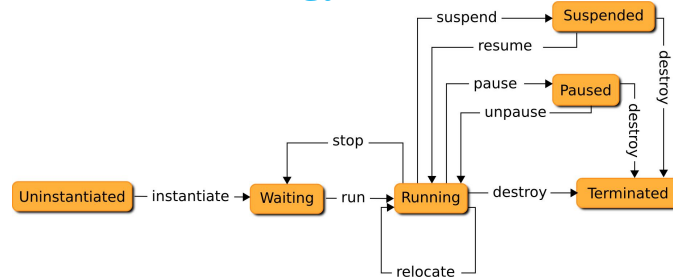 suspend
Suspended
resume
destroy
pause
Paused
unpause
destroy
stop
Uninstantiated
instantiate
Waiting
run
Running
destroy
Terminated
relocate